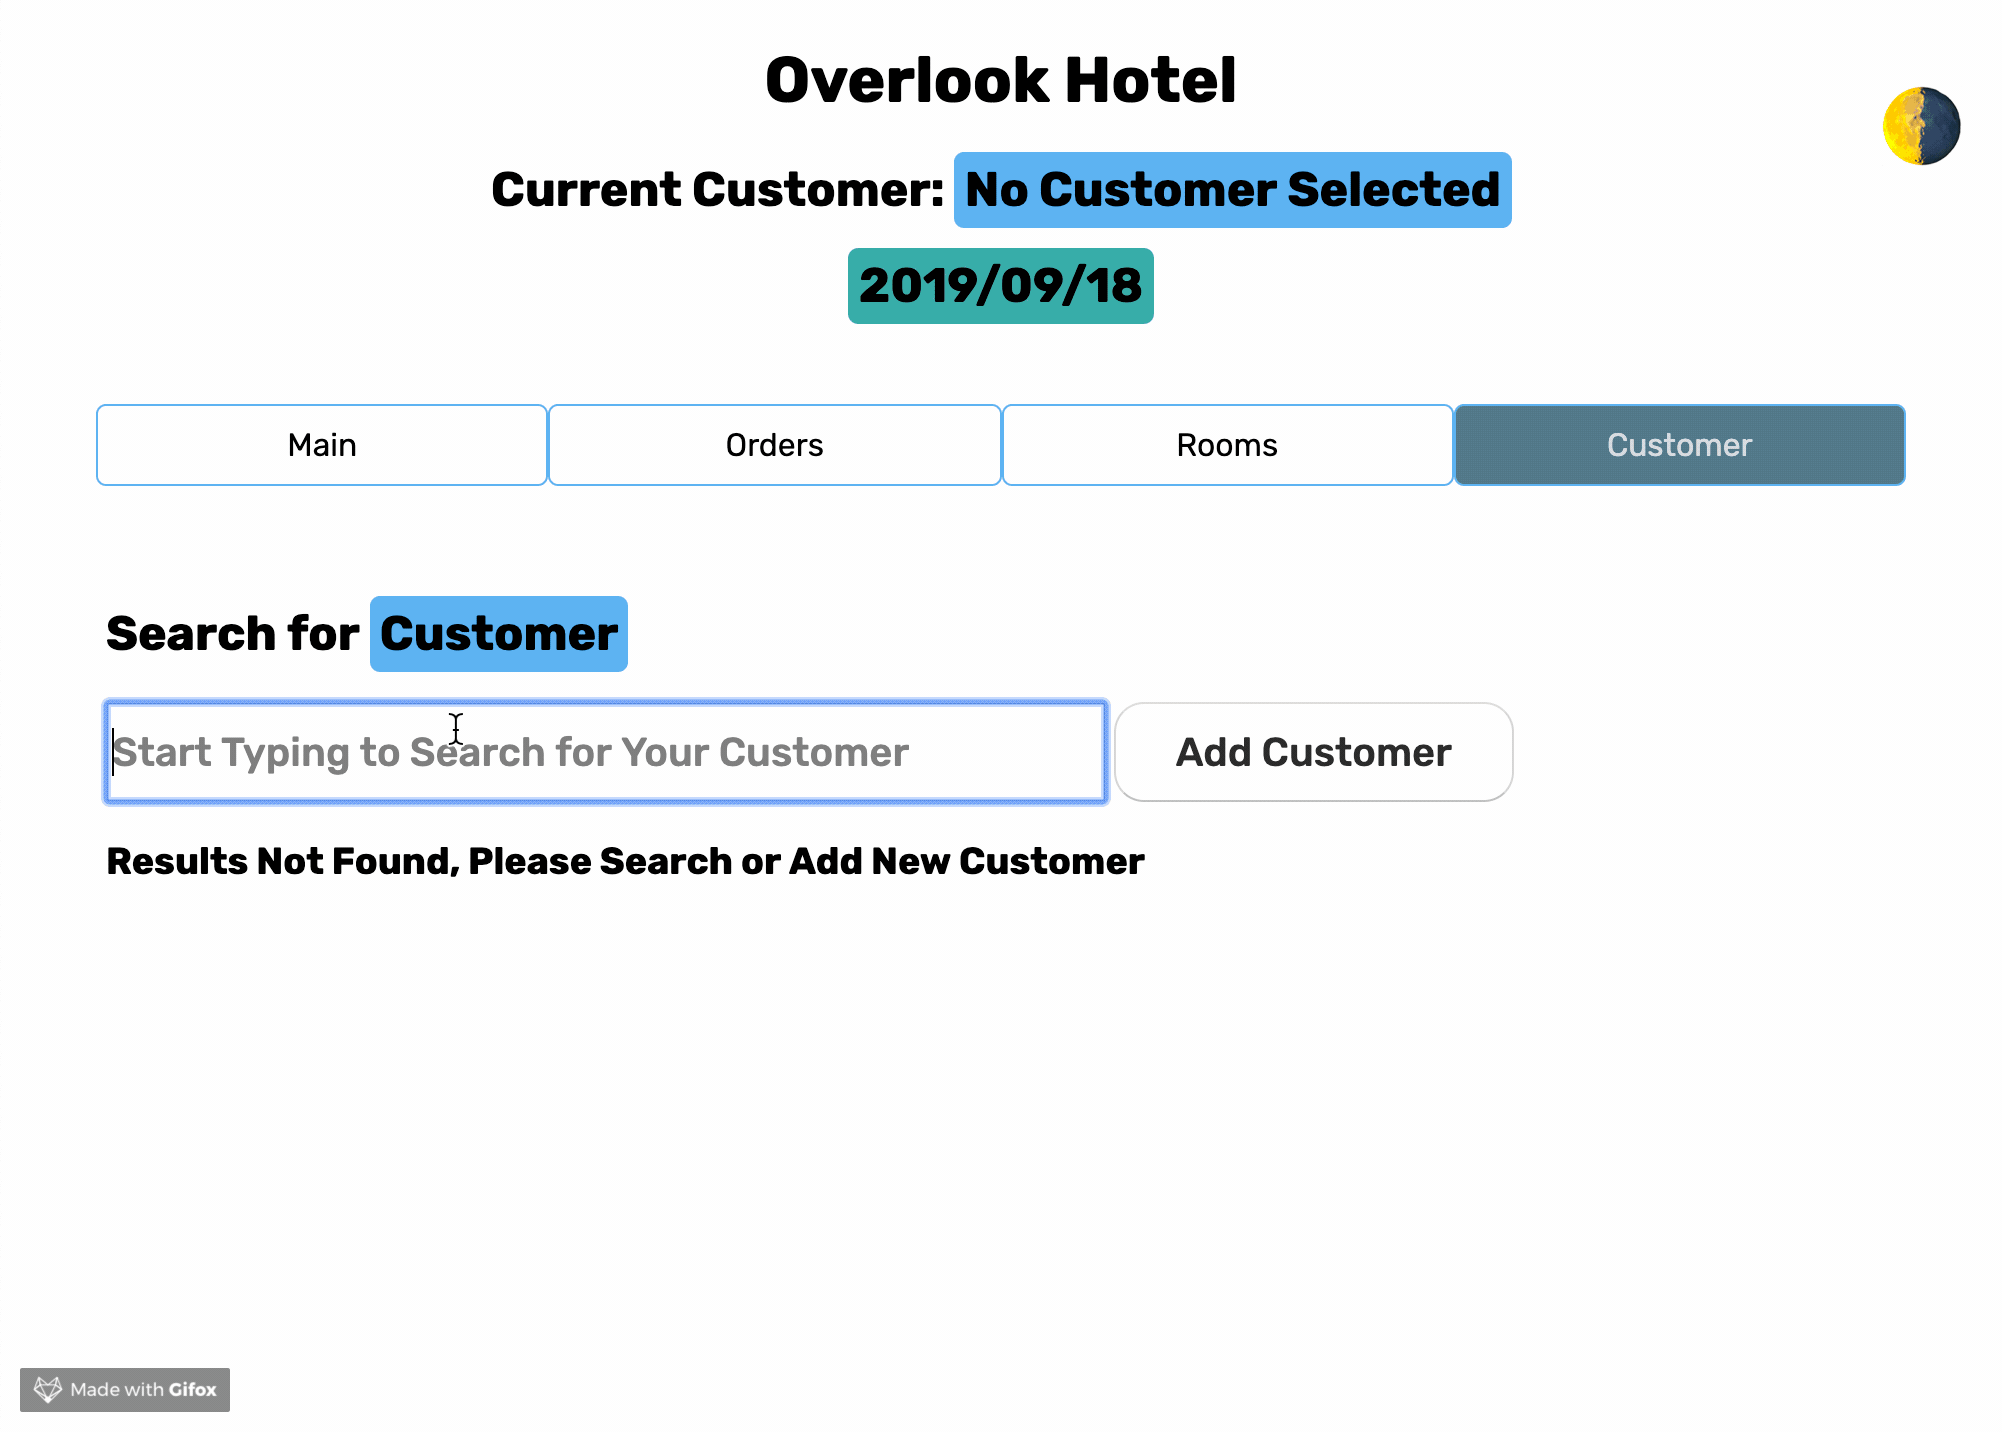 Overlook Hotel
Current Customer: No Customer Selected
2019/09/18
Main Orders Rooms Customer
Search for Customer
Start Typing to Search for Your Customer Add Customer
Results Not Found, Please Search or Add New Customer
Made with Gifox